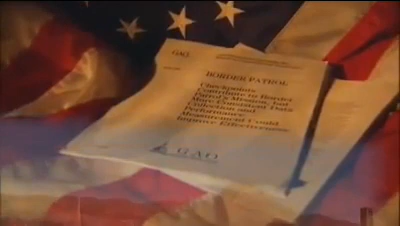 GAO
BORDER PATROL
Checkpoints
Contribute to Border
Patrol's Mission, but
More Consistent Data
Collection and
Performance
Measurement Could
Improve Effectiveness
GAO